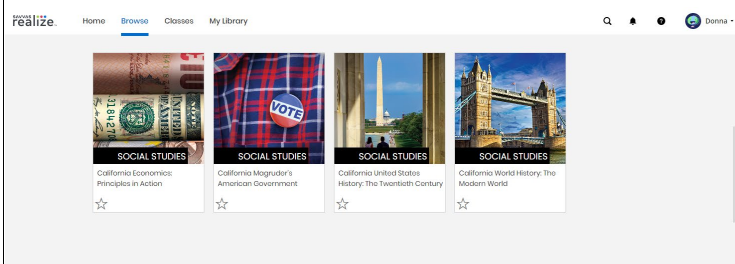 SAVVAS
realize.
Home
Browse
Classes
My Library
Donna
VOTE
SOCIAL STUDIES
SOCIAL STUDIES
SOCIAL STUDIES
SOCIAL STUDIES
California Economics:
Principles in Action
California Magruder's
American Government
California United States
History: The Twentieth Century
California World History: The
Modern World